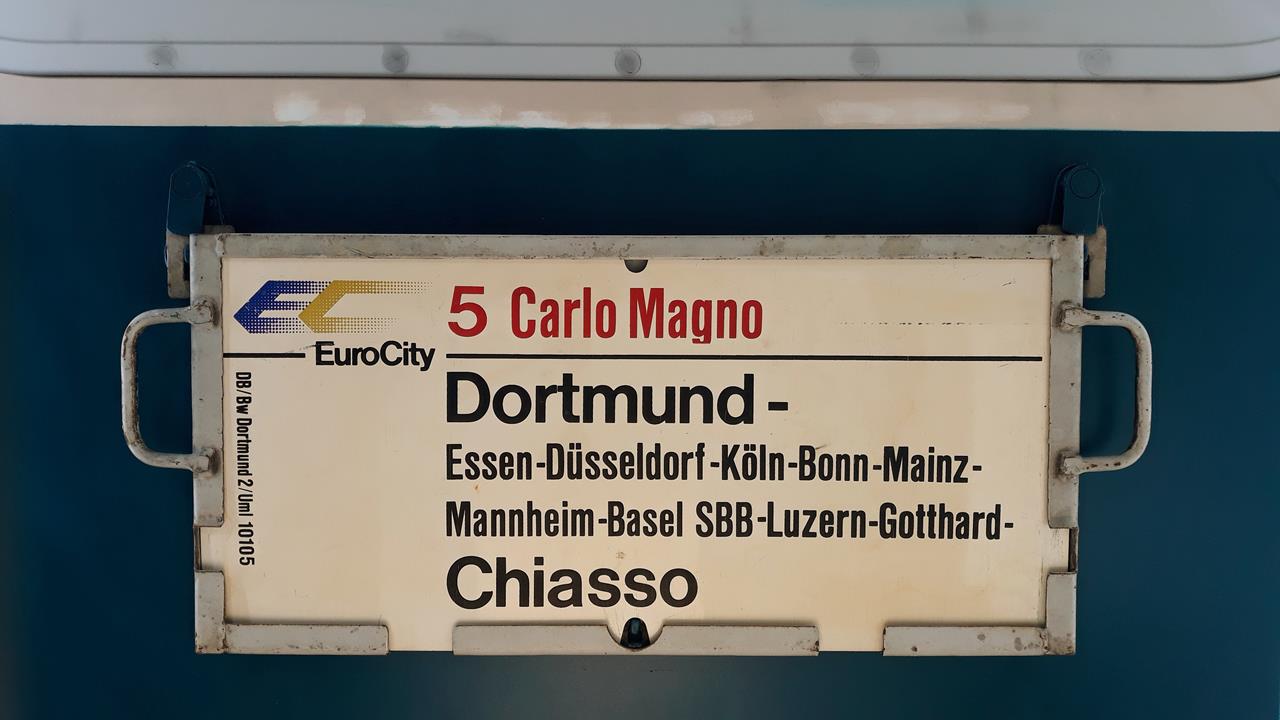 EC
EuroCity
5 Carlo Magno
Dortmund -
Essen-Düsseldorf-Köln-Bonn-Mainz-
Mannheim-Basel SBB-Luzern-Gotthard-
Chiasso
DB/Bw Dortmund 2/Uml 10105